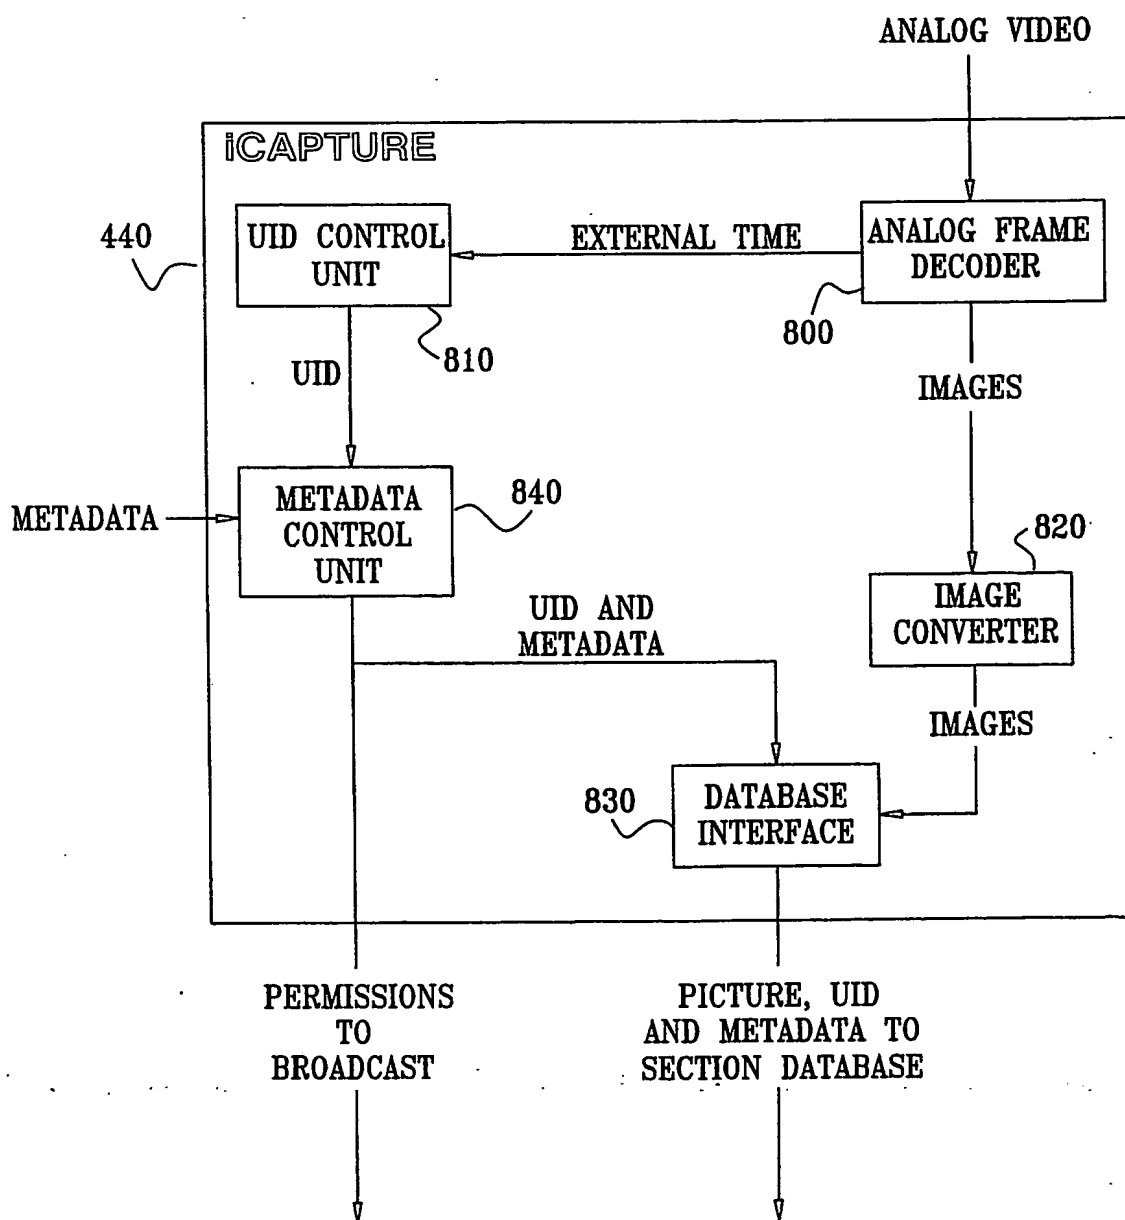 ANALOG VIDEO
iCAPTURE
440
UID CONTROL
UNIT
EXTERNAL TIME
ANALOG FRAME
DECODER
800
810
UID
IMAGES
METADATA
METADATA
CONTROL
UNIT
840
820
IMAGE
CONVERTER
UID AND
METADATA
IMAGES
830
DATABASE
INTERFACE
PERMISSIONS
TO
BROADCAST
PICTURE, UID
AND METADATA TO
SECTION DATABASE